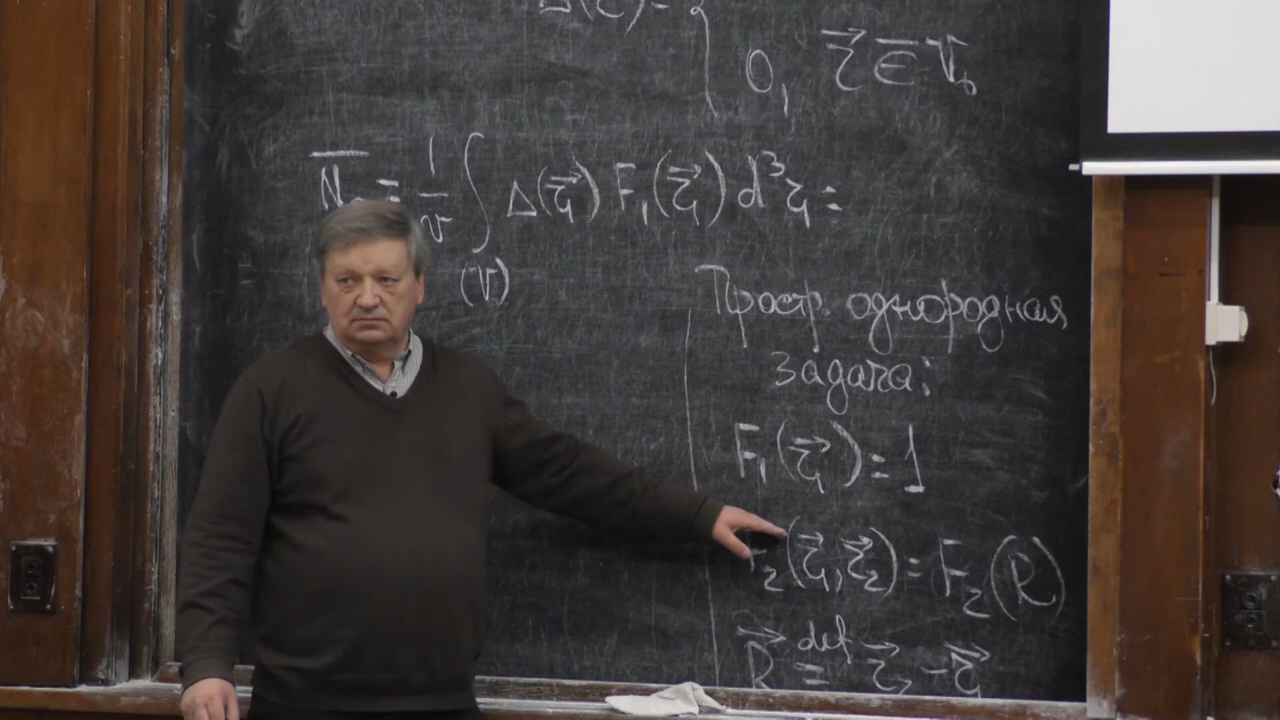 Δ(r⃗) = {
0, r⃗ ∈ V₀
N̅₀ = 1/v ∫(V) Δ(r⃗₁) F₁(r⃗₁) d³r₁ =
Простр. однородная
задача:
F₁(r⃗₁) = 1
F₂(r⃗₁, r⃗₂) = F₂(R)
R⃗ def= r⃗₂ - r⃗₁